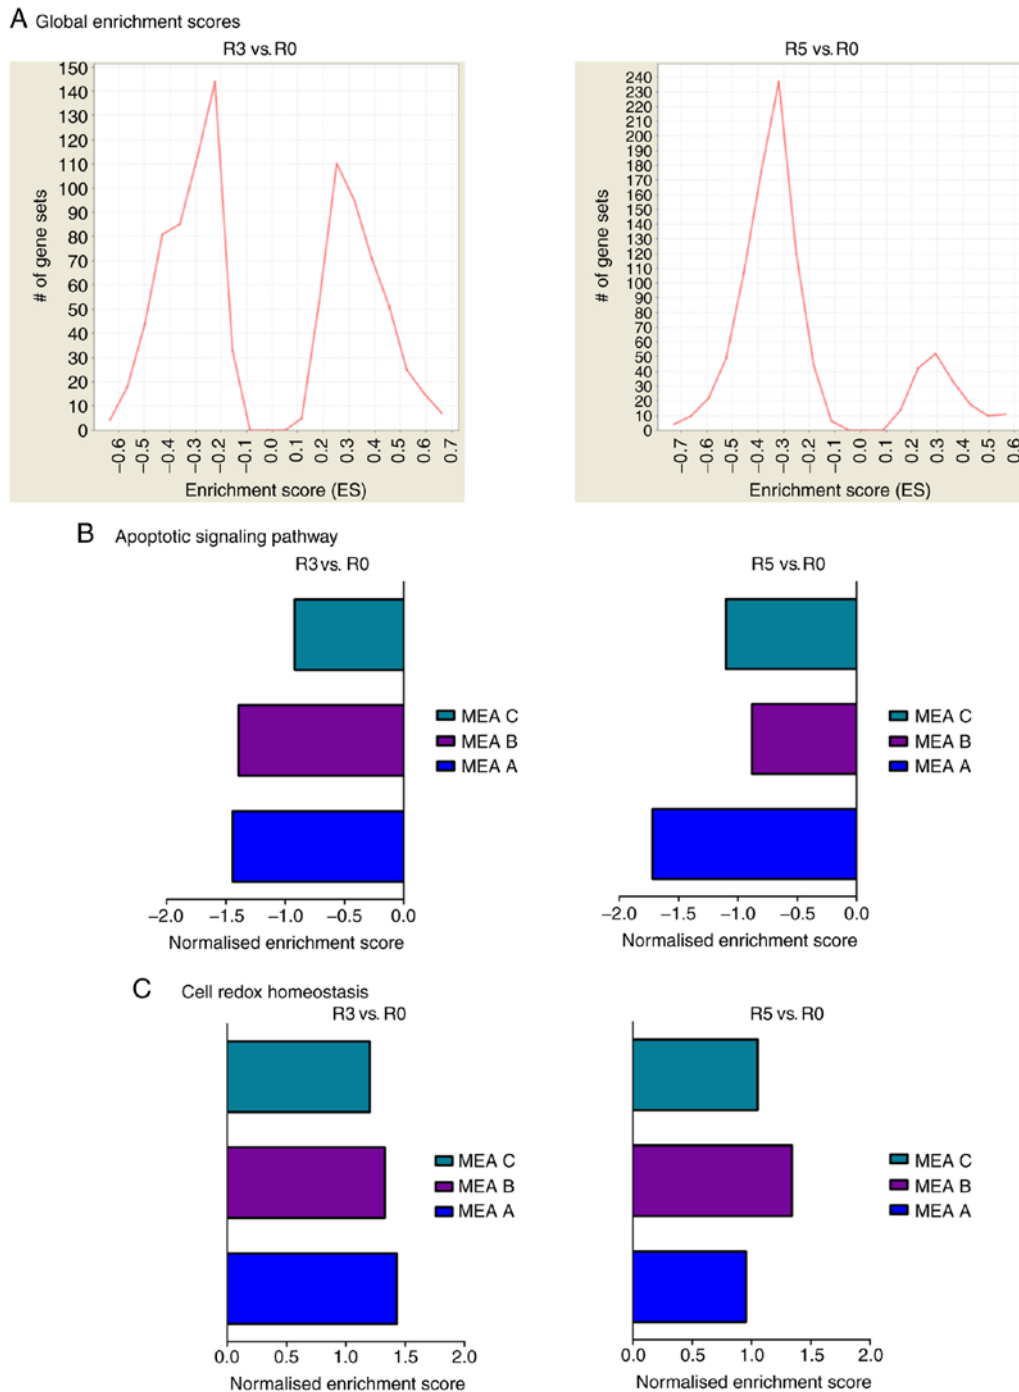 A Global enrichment scores
R3 vs. R0
150
140
130
120
110
100
90
80
70
60
50
40
30
20
10
0
# of gene sets
−0.6 −0.5 −0.4 −0.3 −0.2 −0.1 0.0 0.1 0.2 0.3 0.4 0.5 0.6 0.7
Enrichment score (ES)
R5 vs. R0
240
230
220
210
200
190
180
170
160
150
140
130
120
110
100
90
80
70
60
50
40
30
20
10
0
# of gene sets
−0.7 −0.6 −0.5 −0.4 −0.3 −0.2 −0.1 0.0 0.1 0.2 0.3 0.4 0.5 0.6
Enrichment score (ES)
B Apoptotic signaling pathway
R3 vs. R0
MEA C
MEA B
MEA A
−2.0 −1.5 −1.0 −0.5 0.0
Normalised enrichment score
R5 vs. R0
MEA C
MEA B
MEA A
−2.0 −1.5 −1.0 −0.5 0.0
Normalised enrichment score
C Cell redox homeostasis
R3 vs. R0
MEA C
MEA B
MEA A
0.0 0.5 1.0 1.5 2.0
Normalised enrichment score
R5 vs. R0
MEA C
MEA B
MEA A
0.0 0.5 1.0 1.5 2.0
Normalised enrichment score